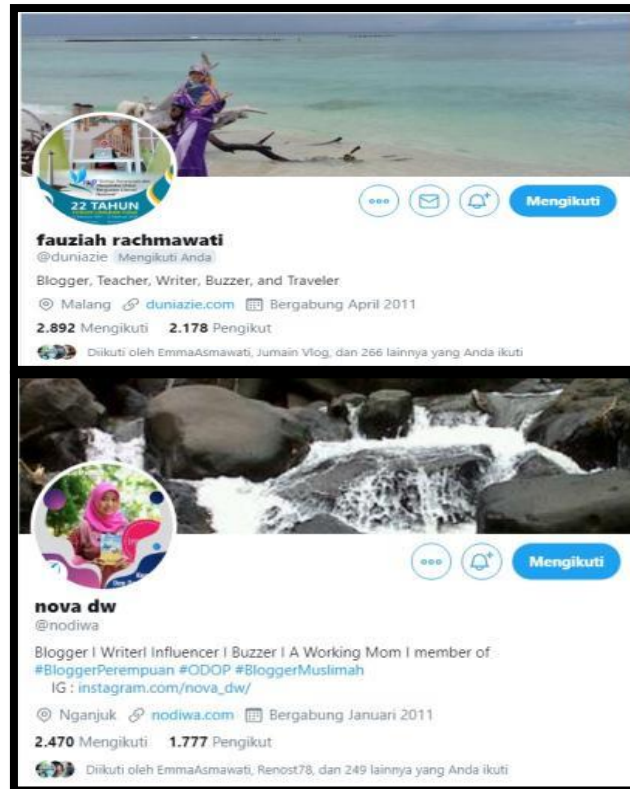 22 TAHUN
Mengikuti
fauziah rachmawati
@duniazie Mengikuti Anda
Blogger, Teacher, Writer, Buzzer, and Traveler
Malang duniazie.com Bergabung April 2011
2.892 Mengikuti 2.178 Pengikut
Diikuti oleh EmmaAsmawati, Jumain Vlog, dan 266 lainnya yang Anda ikuti
Mengikuti
nova dw
@nodiwa
Blogger I WriterI Influencer I Buzzer I A Working Mom I member of
#BloggerPerempuan #ODOP #BloggerMuslimah
IG : instagram.com/nova_dw/
Nganjuk nodiwa.com Bergabung Januari 2011
2.470 Mengikuti 1.777 Pengikut
Diikuti oleh EmmaAsmawati, Renost78, dan 249 lainnya yang Anda ikuti